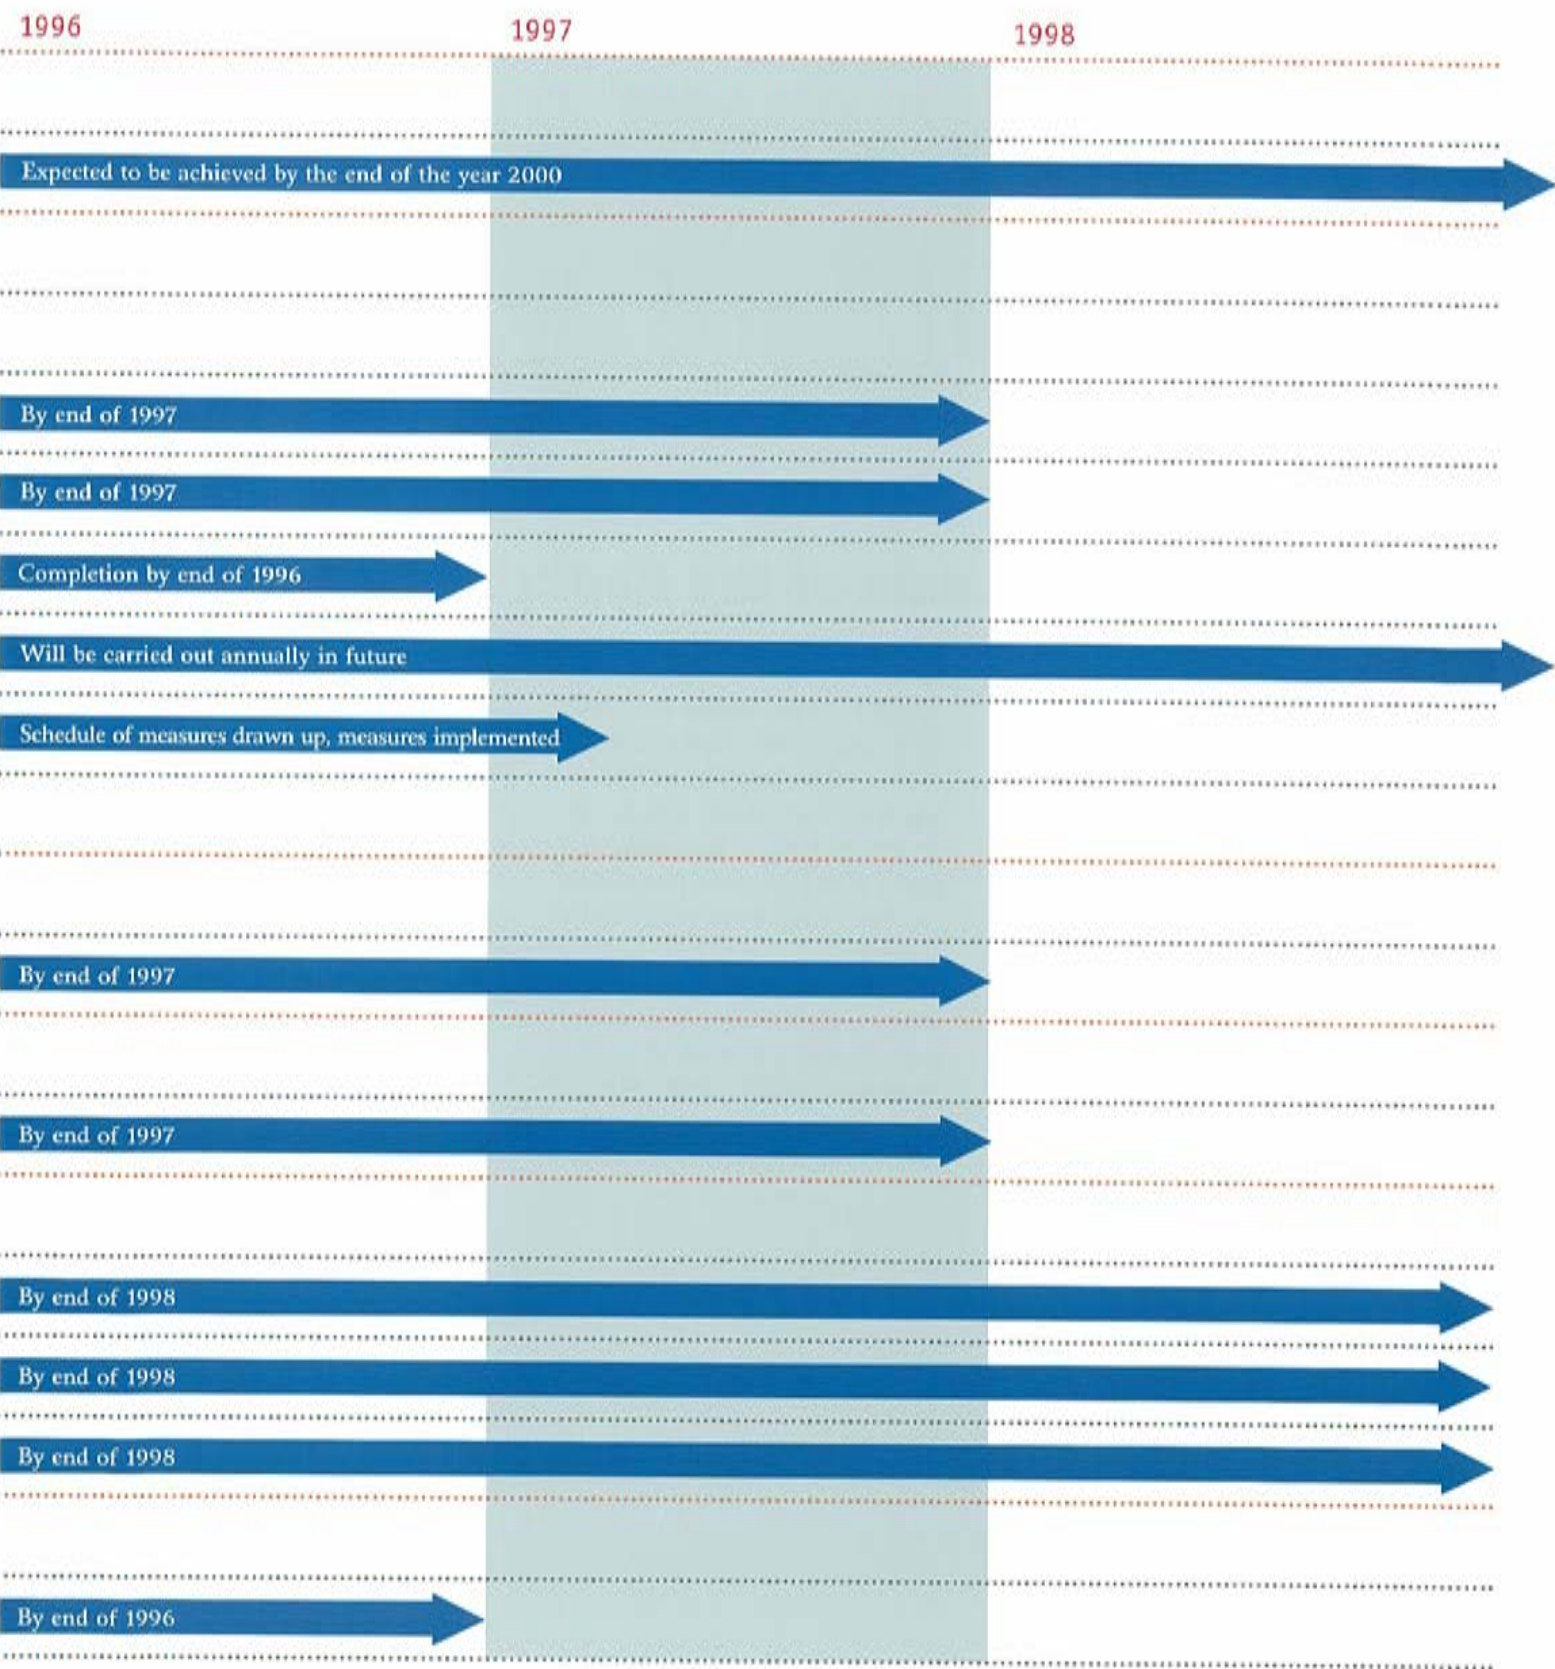 1996 1997 1998
Expected to be achieved by the end of the year 2000
By end of 1997
By end of 1997
Completion by end of 1996
Will be carried out annually in future
Schedule of measures drawn up, measures implemented
By end of 1997
By end of 1997
By end of 1998
By end of 1998
By end of 1998
By end of 1996